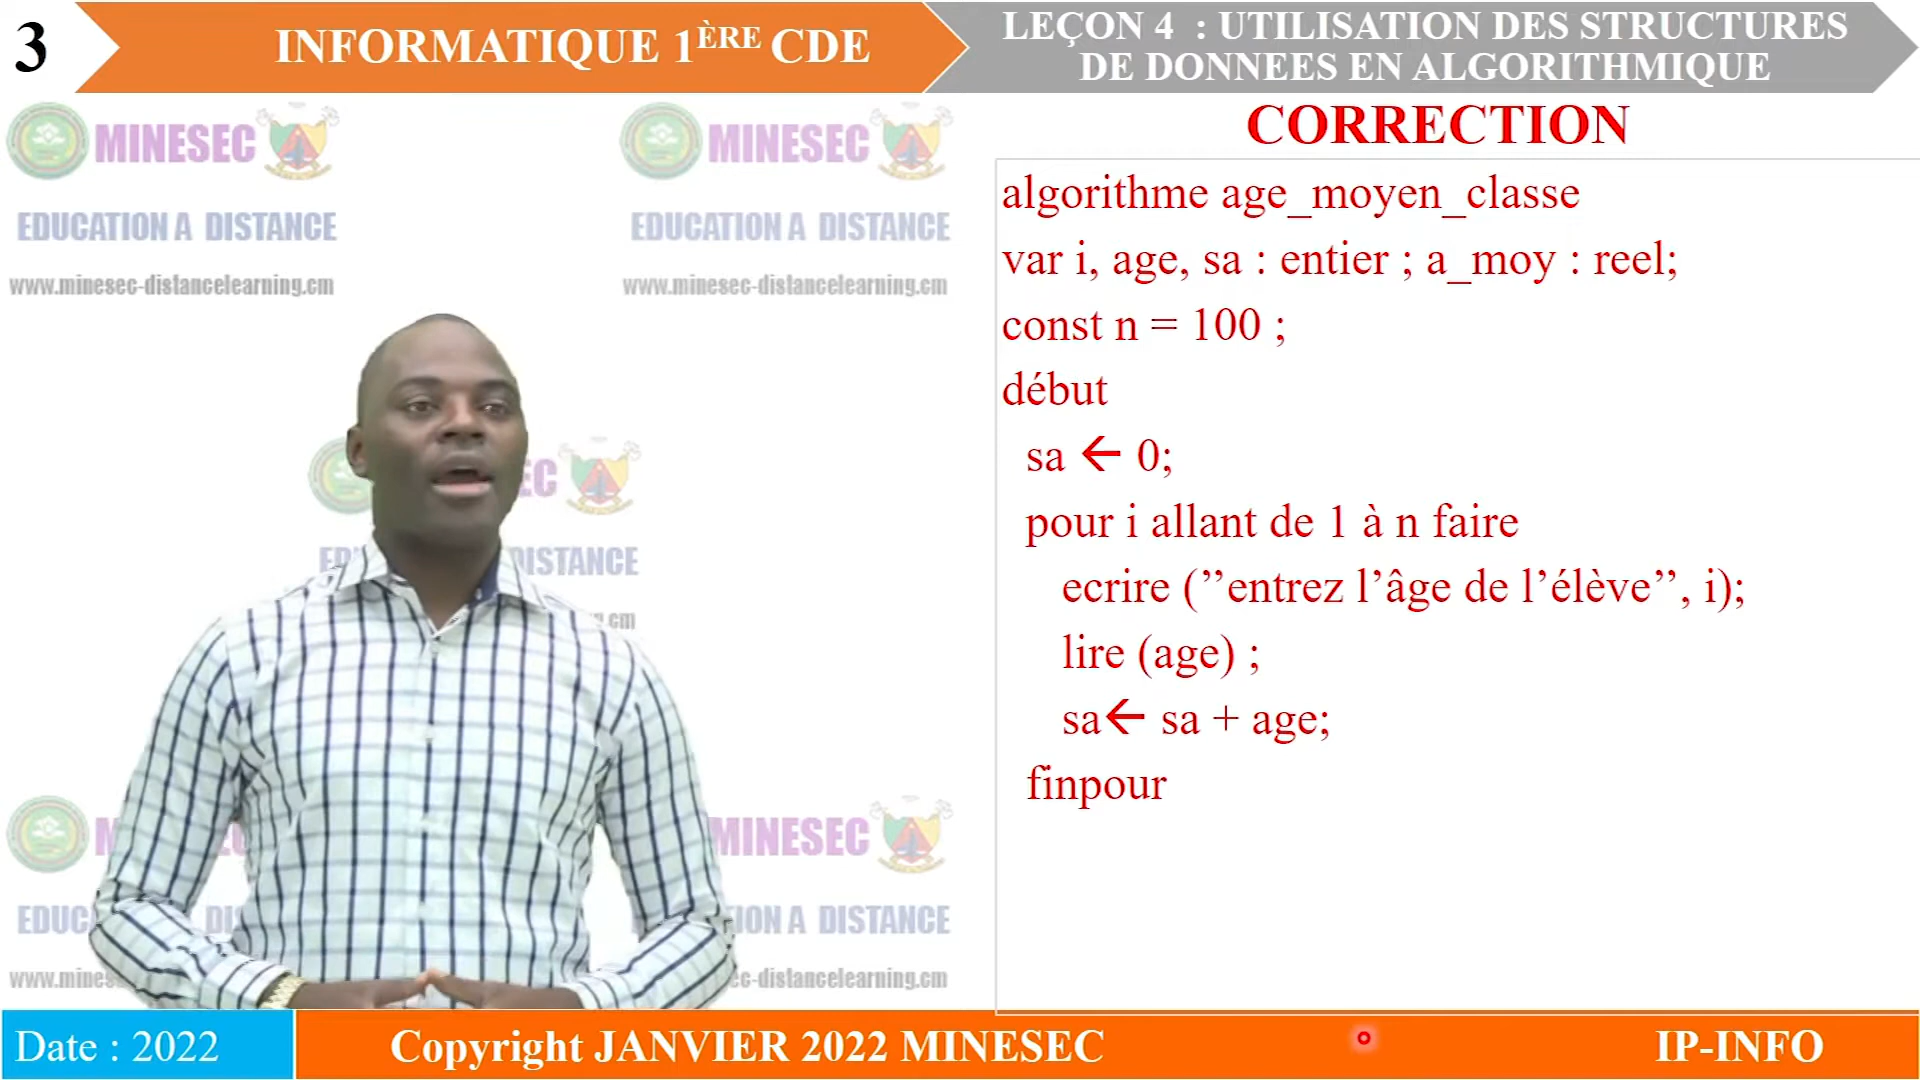 3
INFORMATIQUE 1ÈRE CDE
LEÇON 4 : UTILISATION DES STRUCTURES
DE DONNEES EN ALGORITHMIQUE
MINESEC
EDUCATION A DISTANCE
www.minesec-distancelearning.cm
MINESEC
EDUCATION A DISTANCE
www.minesec-distancelearning.cm
CORRECTION
algorithme age_moyen_classe
var i, age, sa : entier ; a_moy : reel;
const n = 100 ;
début
sa ← 0;
pour i allant de 1 à n faire
ecrire (’’entrez l’âge de l’élève’’, i);
lire (age) ;
sa← sa + age;
finpour
DISTANCE
MINESEC
DISTANCE
Date : 2022
Copyright JANVIER 2022 MINESEC
IP-INFO